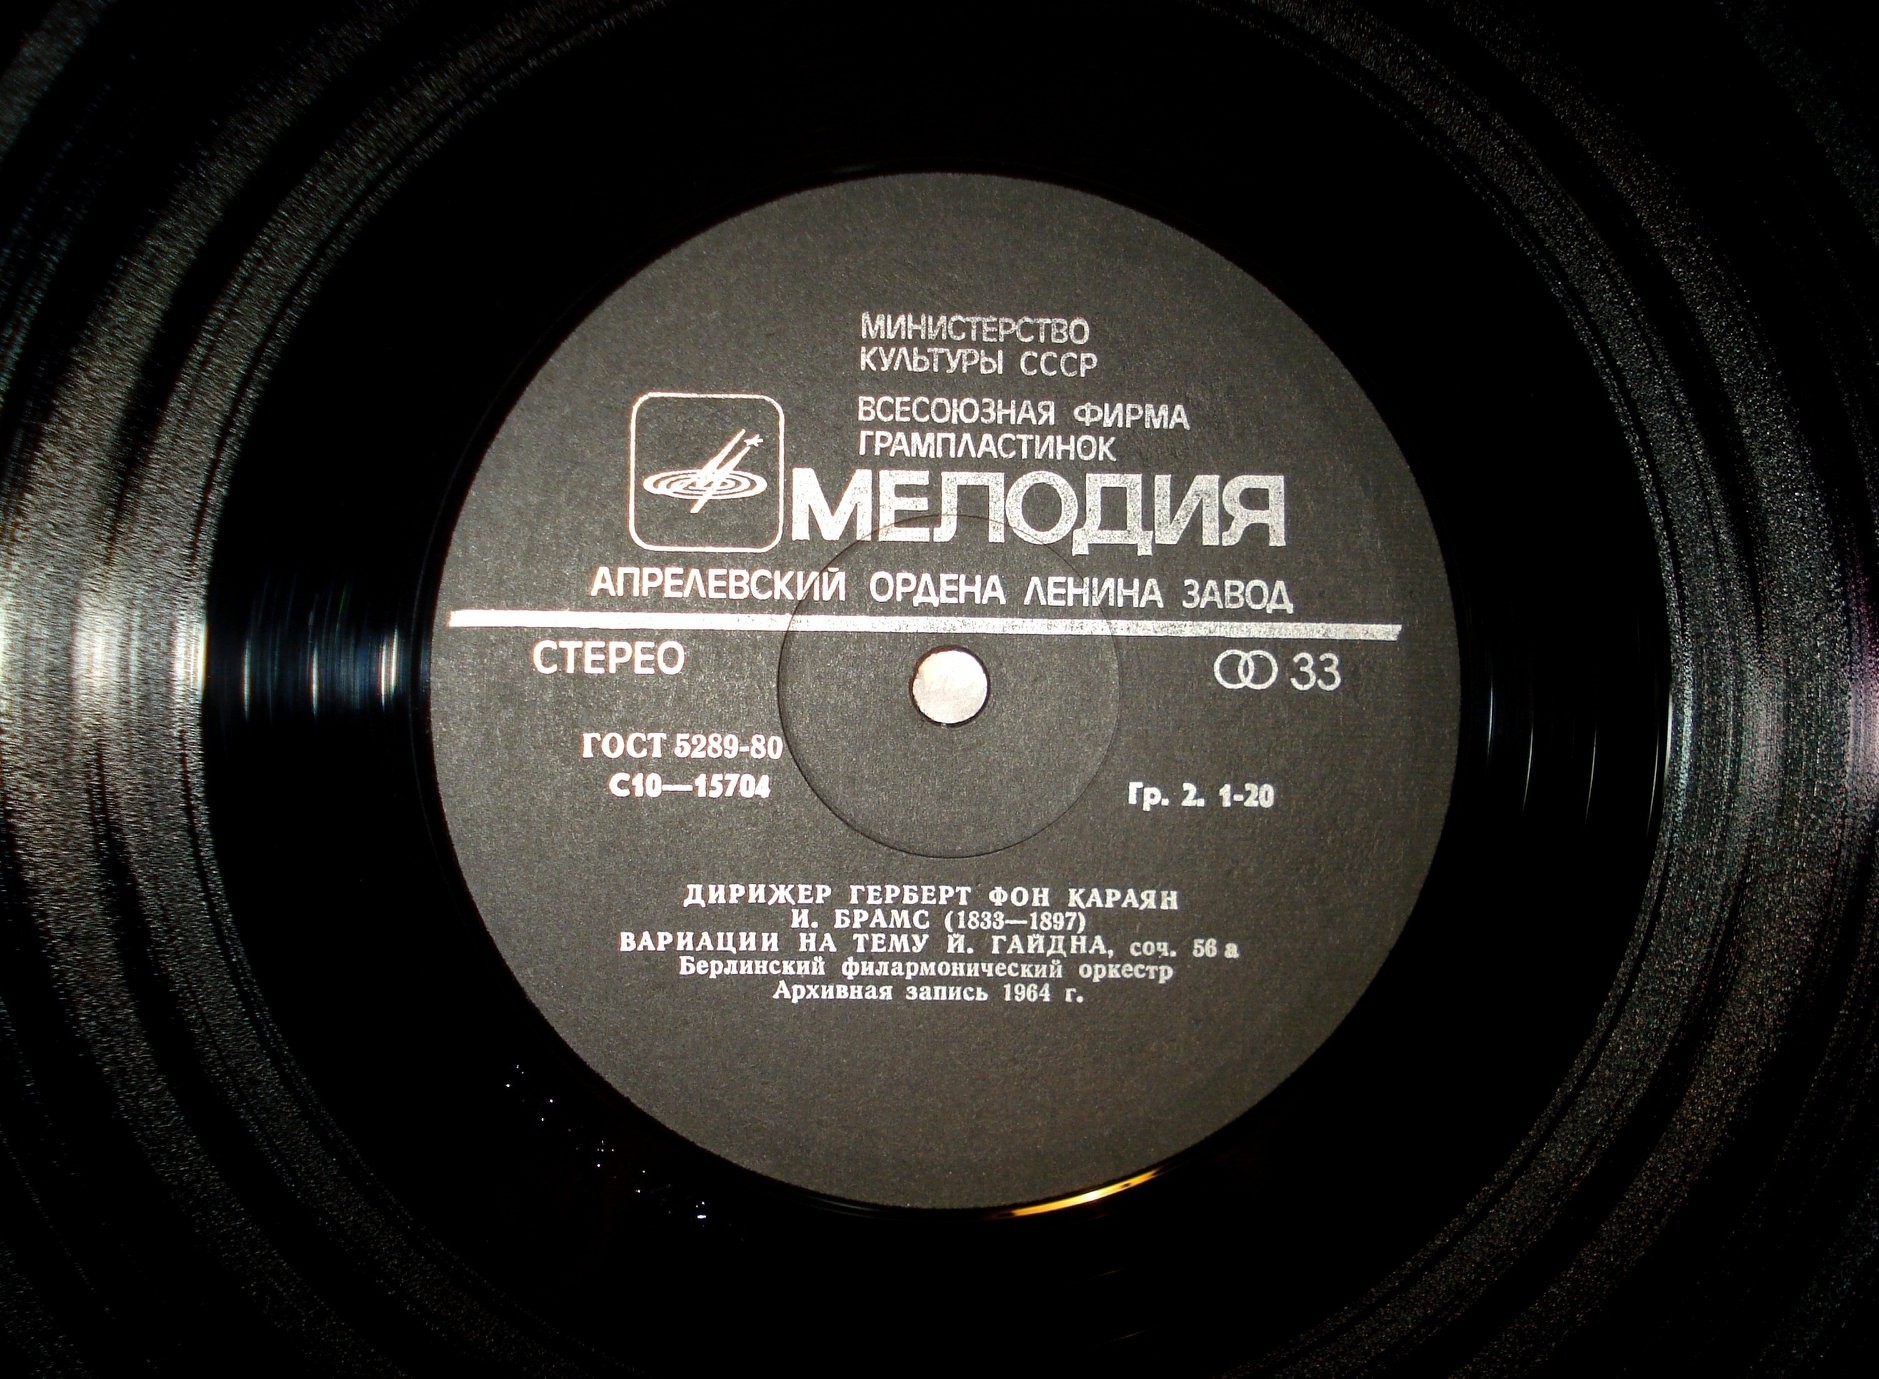 МИНИСТЕРСТВО
КУЛЬТУРЫ СССР
ВСЕСОЮЗНАЯ ФИРМА
ГРАМПЛАСТИНОК
МЕЛОДИЯ
АПРЕЛЕВСКИЙ ОРДЕНА ЛЕНИНА ЗАВОД
СТЕРЕО
33
ГОСТ 5289-80
С10—15704
Гр. 2. 1-20
ДИРИЖЕР ГЕРБЕРТ ФОН КАРАЯН
И. БРАМС (1833—1897)
ВАРИАЦИИ НА ТЕМУ Й. ГАЙДНА, соч. 56 а
Берлинский филармонический оркестр
Архивная запись 1964 г.